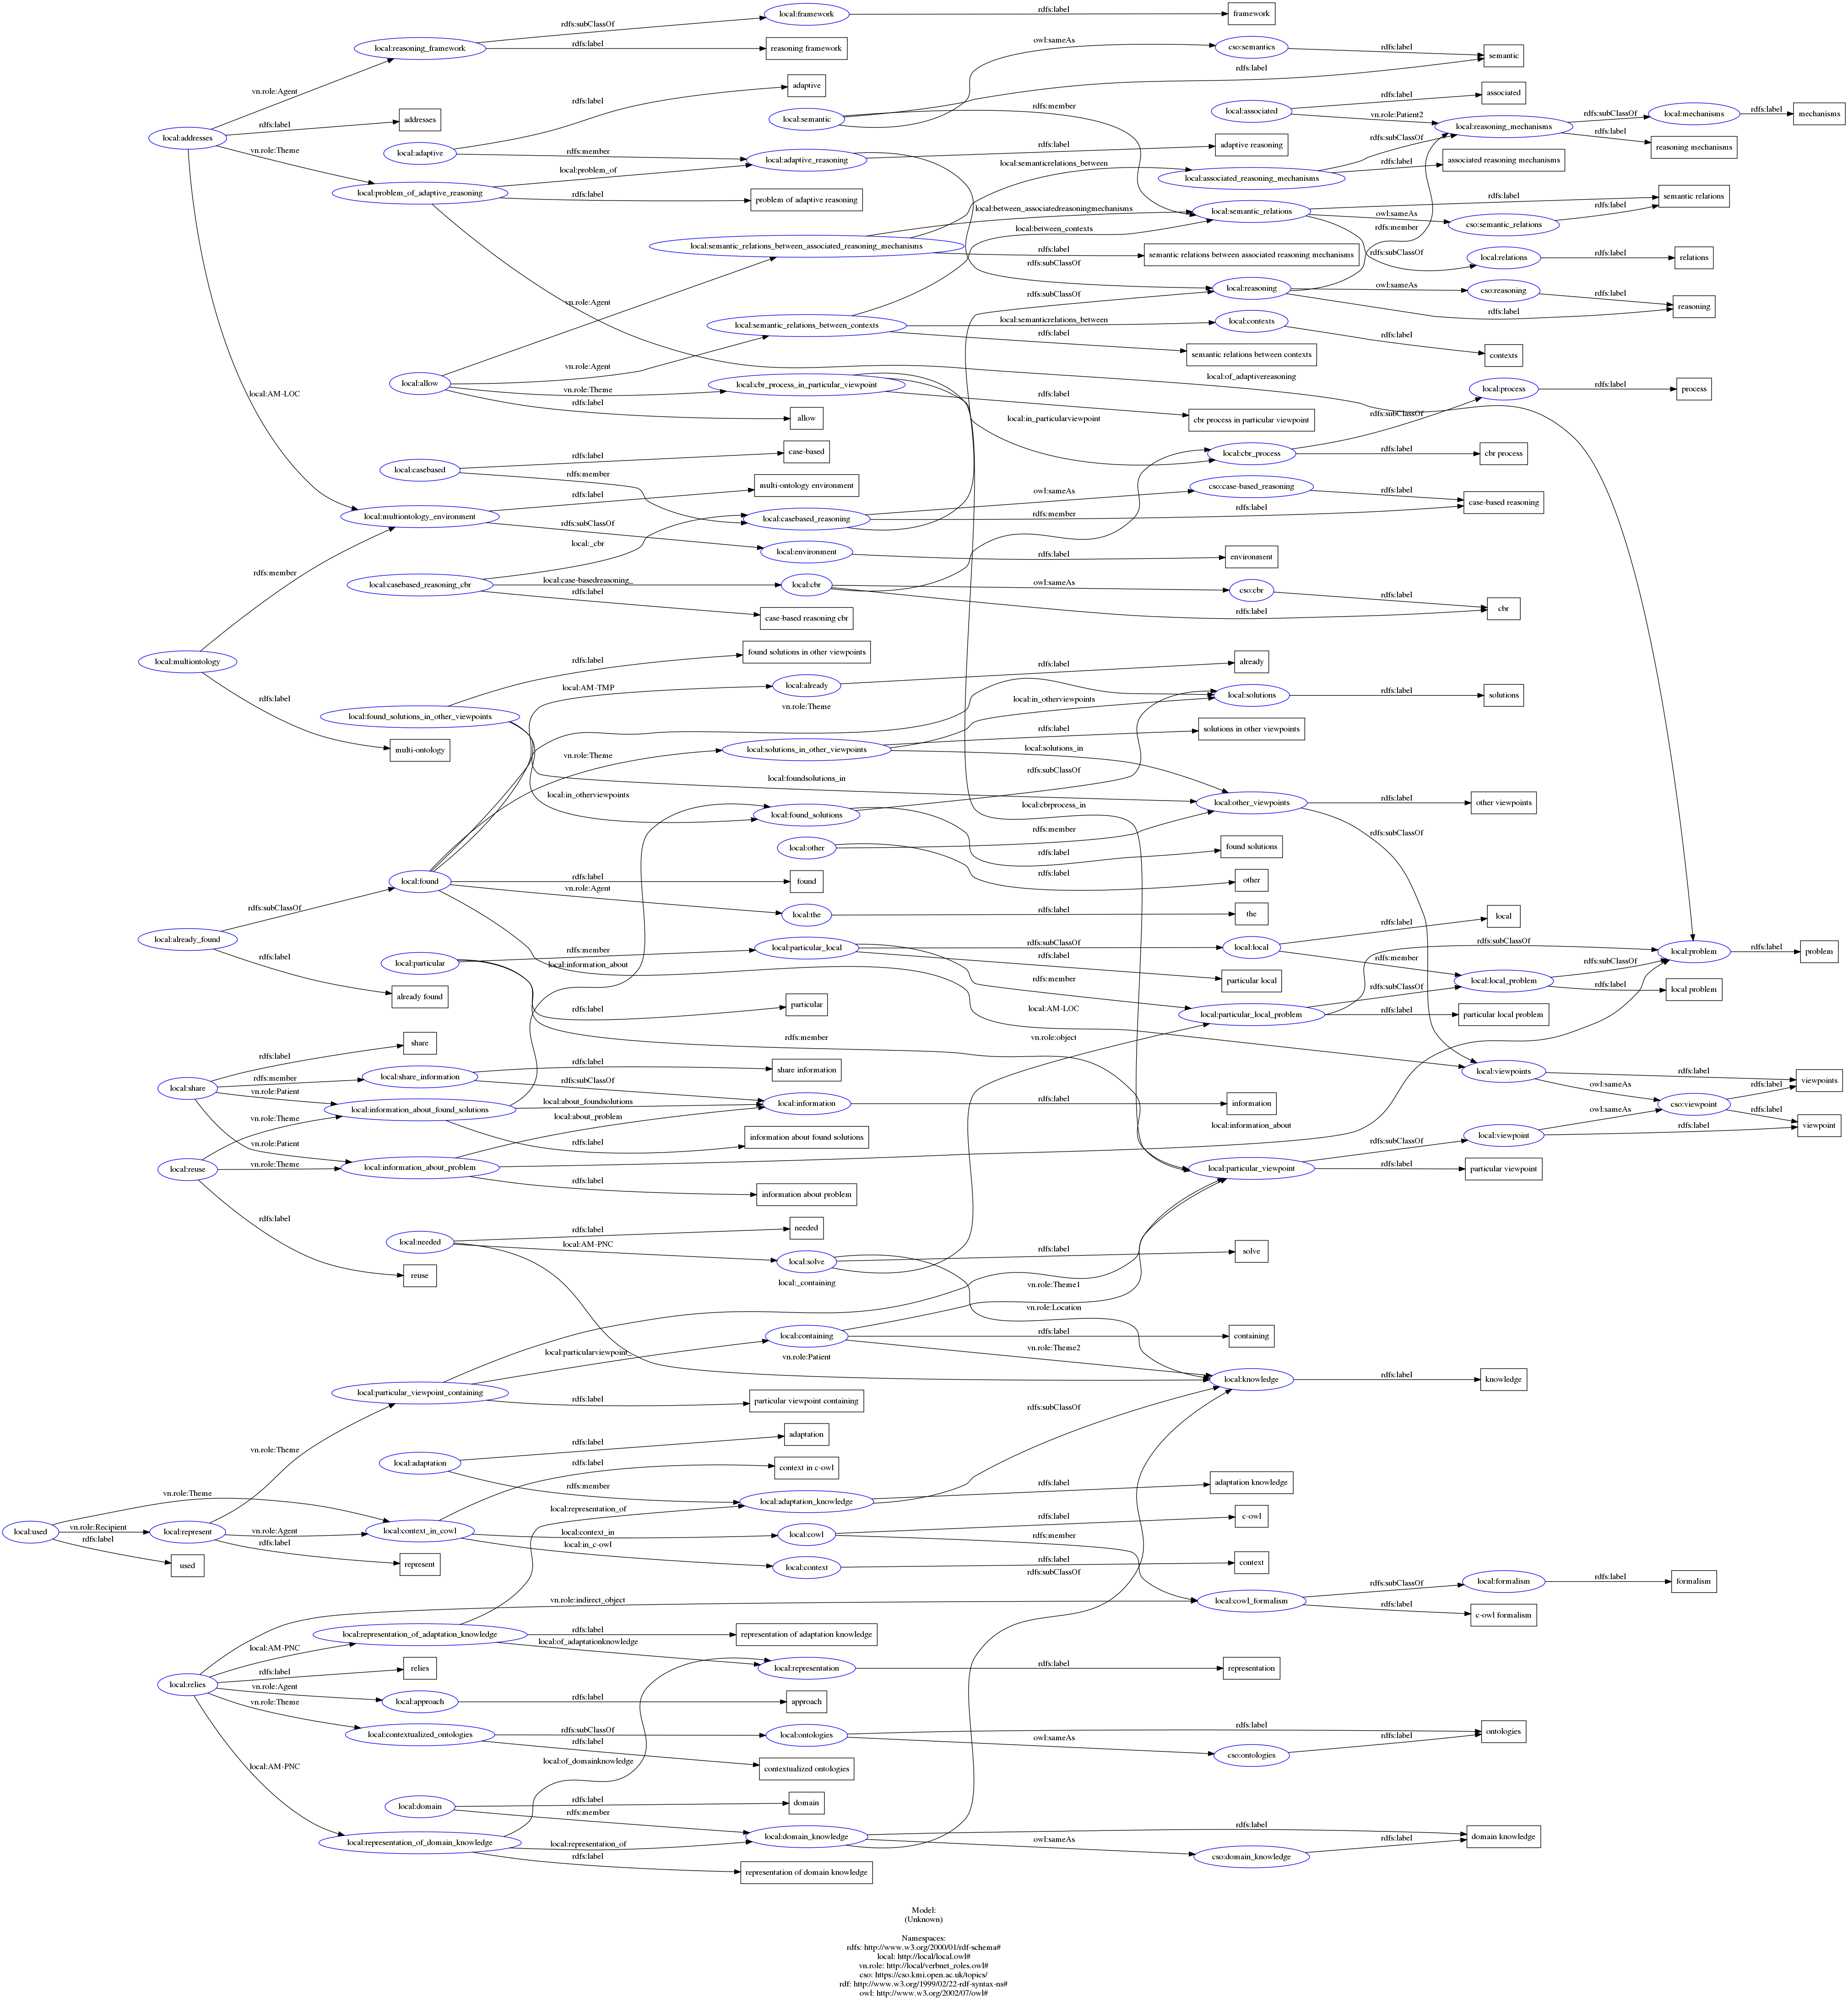 local:framework
rdfs:label
framework
rdfs:subClassOf
local:reasoning_framework
rdfs:label
reasoning framework
owl:sameAs
cso:semantics
rdfs:label
semantic
rdfs:label
vn.role:Agent
adaptive
rdfs:label
local:semantic
rdfs:member
local:associated
rdfs:label
associated
vn.role:Patient2
local:reasoning_mechanisms
rdfs:subClassOf
local:mechanisms
rdfs:label
mechanisms
rdfs:label
reasoning mechanisms
local:addresses
rdfs:label
addresses
vn.role:Theme
local:adaptive
rdfs:member
local:adaptive_reasoning
rdfs:label
adaptive reasoning
rdfs:subClassOf
local:semanticrelations_between
local:associated_reasoning_mechanisms
rdfs:label
associated reasoning mechanisms
local:problem_of_adaptive_reasoning
local:problem_of
rdfs:label
problem of adaptive reasoning
local:between_associatedreasoningmechanisms
local:semantic_relations
rdfs:label
semantic relations
owl:sameAs
cso:semantic_relations
rdfs:label
rdfs:member
local:between_contexts
local:semantic_relations_between_associated_reasoning_mechanisms
rdfs:label
semantic relations between associated reasoning mechanisms
rdfs:subClassOf
rdfs:subClassOf
local:relations
rdfs:label
relations
local:reasoning
owl:sameAs
cso:reasoning
rdfs:label
reasoning
rdfs:label
rdfs:subClassOf
vn.role:Agent
local:semantic_relations_between_contexts
local:semanticrelations_between
local:contexts
rdfs:label
contexts
rdfs:label
semantic relations between contexts
vn.role:Agent
local:allow
vn.role:Theme
local:cbr_process_in_particular_viewpoint
rdfs:label
cbr process in particular viewpoint
rdfs:label
allow
local:AM-LOC
local:of_adaptivereasoning
local:process
rdfs:label
process
rdfs:subClassOf
local:in_particularviewpoint
local:cbr_process
rdfs:label
cbr process
local:casebased
rdfs:label
case-based
rdfs:member
multi-ontology environment
rdfs:label
local:multiontology_environment
rdfs:subClassOf
local:casebased_reasoning
owl:sameAs
cso:case-based_reasoning
rdfs:label
case-based reasoning
rdfs:member
rdfs:label
local:_cbr
local:environment
rdfs:label
environment
rdfs:member
local:casebased_reasoning_cbr
local:case-basedreasoning_
local:cbr
owl:sameAs
cso:cbr
rdfs:label
cbr
rdfs:label
rdfs:label
case-based reasoning cbr
local:multiontology
rdfs:label
multi-ontology
rdfs:label
found solutions in other viewpoints
local:found_solutions_in_other_viewpoints
local:AM-TMP
local:already
rdfs:label
already
vn.role:Theme
local:in_otherviewpoints
local:solutions
rdfs:label
solutions
vn.role:Theme
local:solutions_in_other_viewpoints
rdfs:label
solutions in other viewpoints
local:solutions_in
rdfs:subClassOf
local:foundsolutions_in
local:in_otherviewpoints
local:found_solutions
local:cbrprocess_in
local:other_viewpoints
rdfs:label
other viewpoints
rdfs:subClassOf
local:other
rdfs:member
rdfs:label
found solutions
rdfs:label
other
local:found
rdfs:label
found
vn.role:Agent
local:the
rdfs:label
the
rdfs:subClassOf
local:already_found
rdfs:label
already found
local:particular
rdfs:member
local:information_about
local:particular_local
rdfs:subClassOf
local:local
rdfs:label
local
rdfs:label
particular local
rdfs:member
rdfs:member
rdfs:subClassOf
local:local_problem
rdfs:subClassOf
local:problem
rdfs:label
problem
rdfs:label
local problem
rdfs:subClassOf
rdfs:label
particular
local:AM-LOC
local:particular_local_problem
rdfs:label
particular local problem
rdfs:member
vn.role:object
rdfs:label
share
local:share
rdfs:member
local:share_information
rdfs:label
share information
rdfs:subClassOf
vn.role:Patient
local:information_about_found_solutions
local:about_foundsolutions
local:information
rdfs:label
information
local:about_problem
rdfs:label
information about found solutions
local:information_about
local:viewpoints
rdfs:label
viewpoints
owl:sameAs
cso:viewpoint
rdfs:label
rdfs:label
viewpoint
owl:sameAs
local:viewpoint
rdfs:label
vn.role:Theme
vn.role:Patient
local:reuse
vn.role:Theme
local:information_about_problem
rdfs:label
information about problem
rdfs:subClassOf
local:particular_viewpoint
rdfs:label
particular viewpoint
rdfs:label
reuse
local:needed
rdfs:label
needed
local:AM-PNC
local:solve
rdfs:label
solve
local:_containing
vn.role:Theme1
vn.role:Location
local:particularviewpoint_
local:containing
rdfs:label
containing
vn.role:Theme2
vn.role:Patient
local:knowledge
rdfs:label
knowledge
local:particular_viewpoint_containing
rdfs:label
particular viewpoint containing
rdfs:subClassOf
vn.role:Theme
local:adaptation
rdfs:label
adaptation
rdfs:label
context in c-owl
rdfs:member
local:adaptation_knowledge
rdfs:label
adaptation knowledge
vn.role:Theme
local:representation_of
local:used
vn.role:Recipient
local:represent
vn.role:Agent
local:context_in_cowl
local:context_in
local:cowl
rdfs:label
c-owl
rdfs:member
rdfs:label
used
rdfs:label
represent
local:in_c-owl
local:context
rdfs:label
context
rdfs:subClassOf
vn.role:indirect_object
local:cowl_formalism
rdfs:subClassOf
local:formalism
rdfs:label
formalism
rdfs:label
c-owl formalism
local:AM-PNC
local:representation_of_adaptation_knowledge
rdfs:label
representation of adaptation knowledge
local:of_adaptationknowledge
local:representation
rdfs:label
representation
local:relies
rdfs:label
relies
vn.role:Agent
local:approach
rdfs:label
approach
vn.role:Theme
local:contextualized_ontologies
rdfs:subClassOf
local:ontologies
rdfs:label
ontologies
owl:sameAs
cso:ontologies
rdfs:label
rdfs:label
contextualized ontologies
local:of_domainknowledge
local:AM-PNC
local:domain
rdfs:label
domain
rdfs:member
local:representation_of_domain_knowledge
local:representation_of
local:domain_knowledge
rdfs:label
domain knowledge
owl:sameAs
cso:domain_knowledge
rdfs:label
rdfs:label
representation of domain knowledge
Model:
(Unknown)
Namespaces:
rdfs: http://www.w3.org/2000/01/rdf-schema#
local: http://local/local.owl#
vn.role: http://local/verbnet_roles.owl#
cso: https://cso.kmi.open.ac.uk/topics/
rdf: http://www.w3.org/1999/02/22-rdf-syntax-ns#
owl: http://www.w3.org/2002/07/owl#